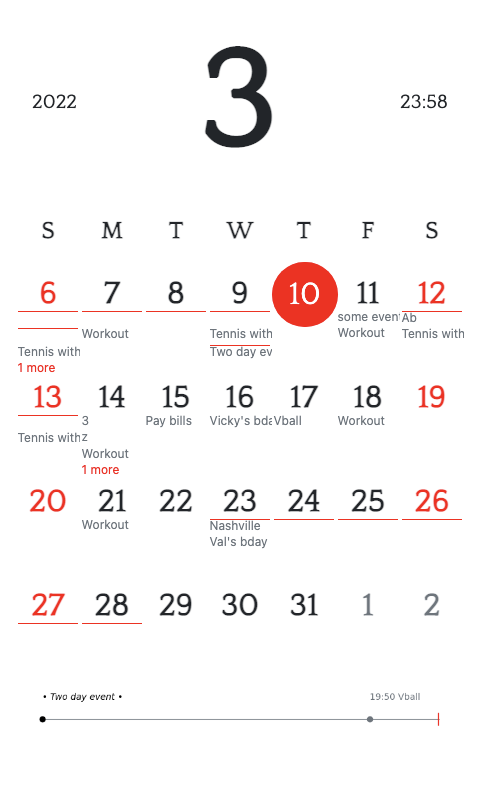 3
2022 23:58
S M T W T F S
6 7 8 9 10 11 12
some event Ab
Workout Tennis with Workout Tennis with
Tennis with Two day ev
1 more
13 14 15 16 17 18 19
3 Pay bills Vicky's bda Vball Workout
Tennis with z
Workout
1 more
20 21 22 23 24 25 26
Workout Nashville
Val's bday
27 28 29 30 31 1 2
• Two day event • 19:50 Vball